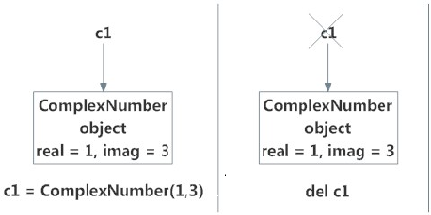 c1
ComplexNumber
object
real = 1, imag = 3
c1 = ComplexNumber(1,3)
c1
ComplexNumber
object
real = 1, imag = 3
del c1